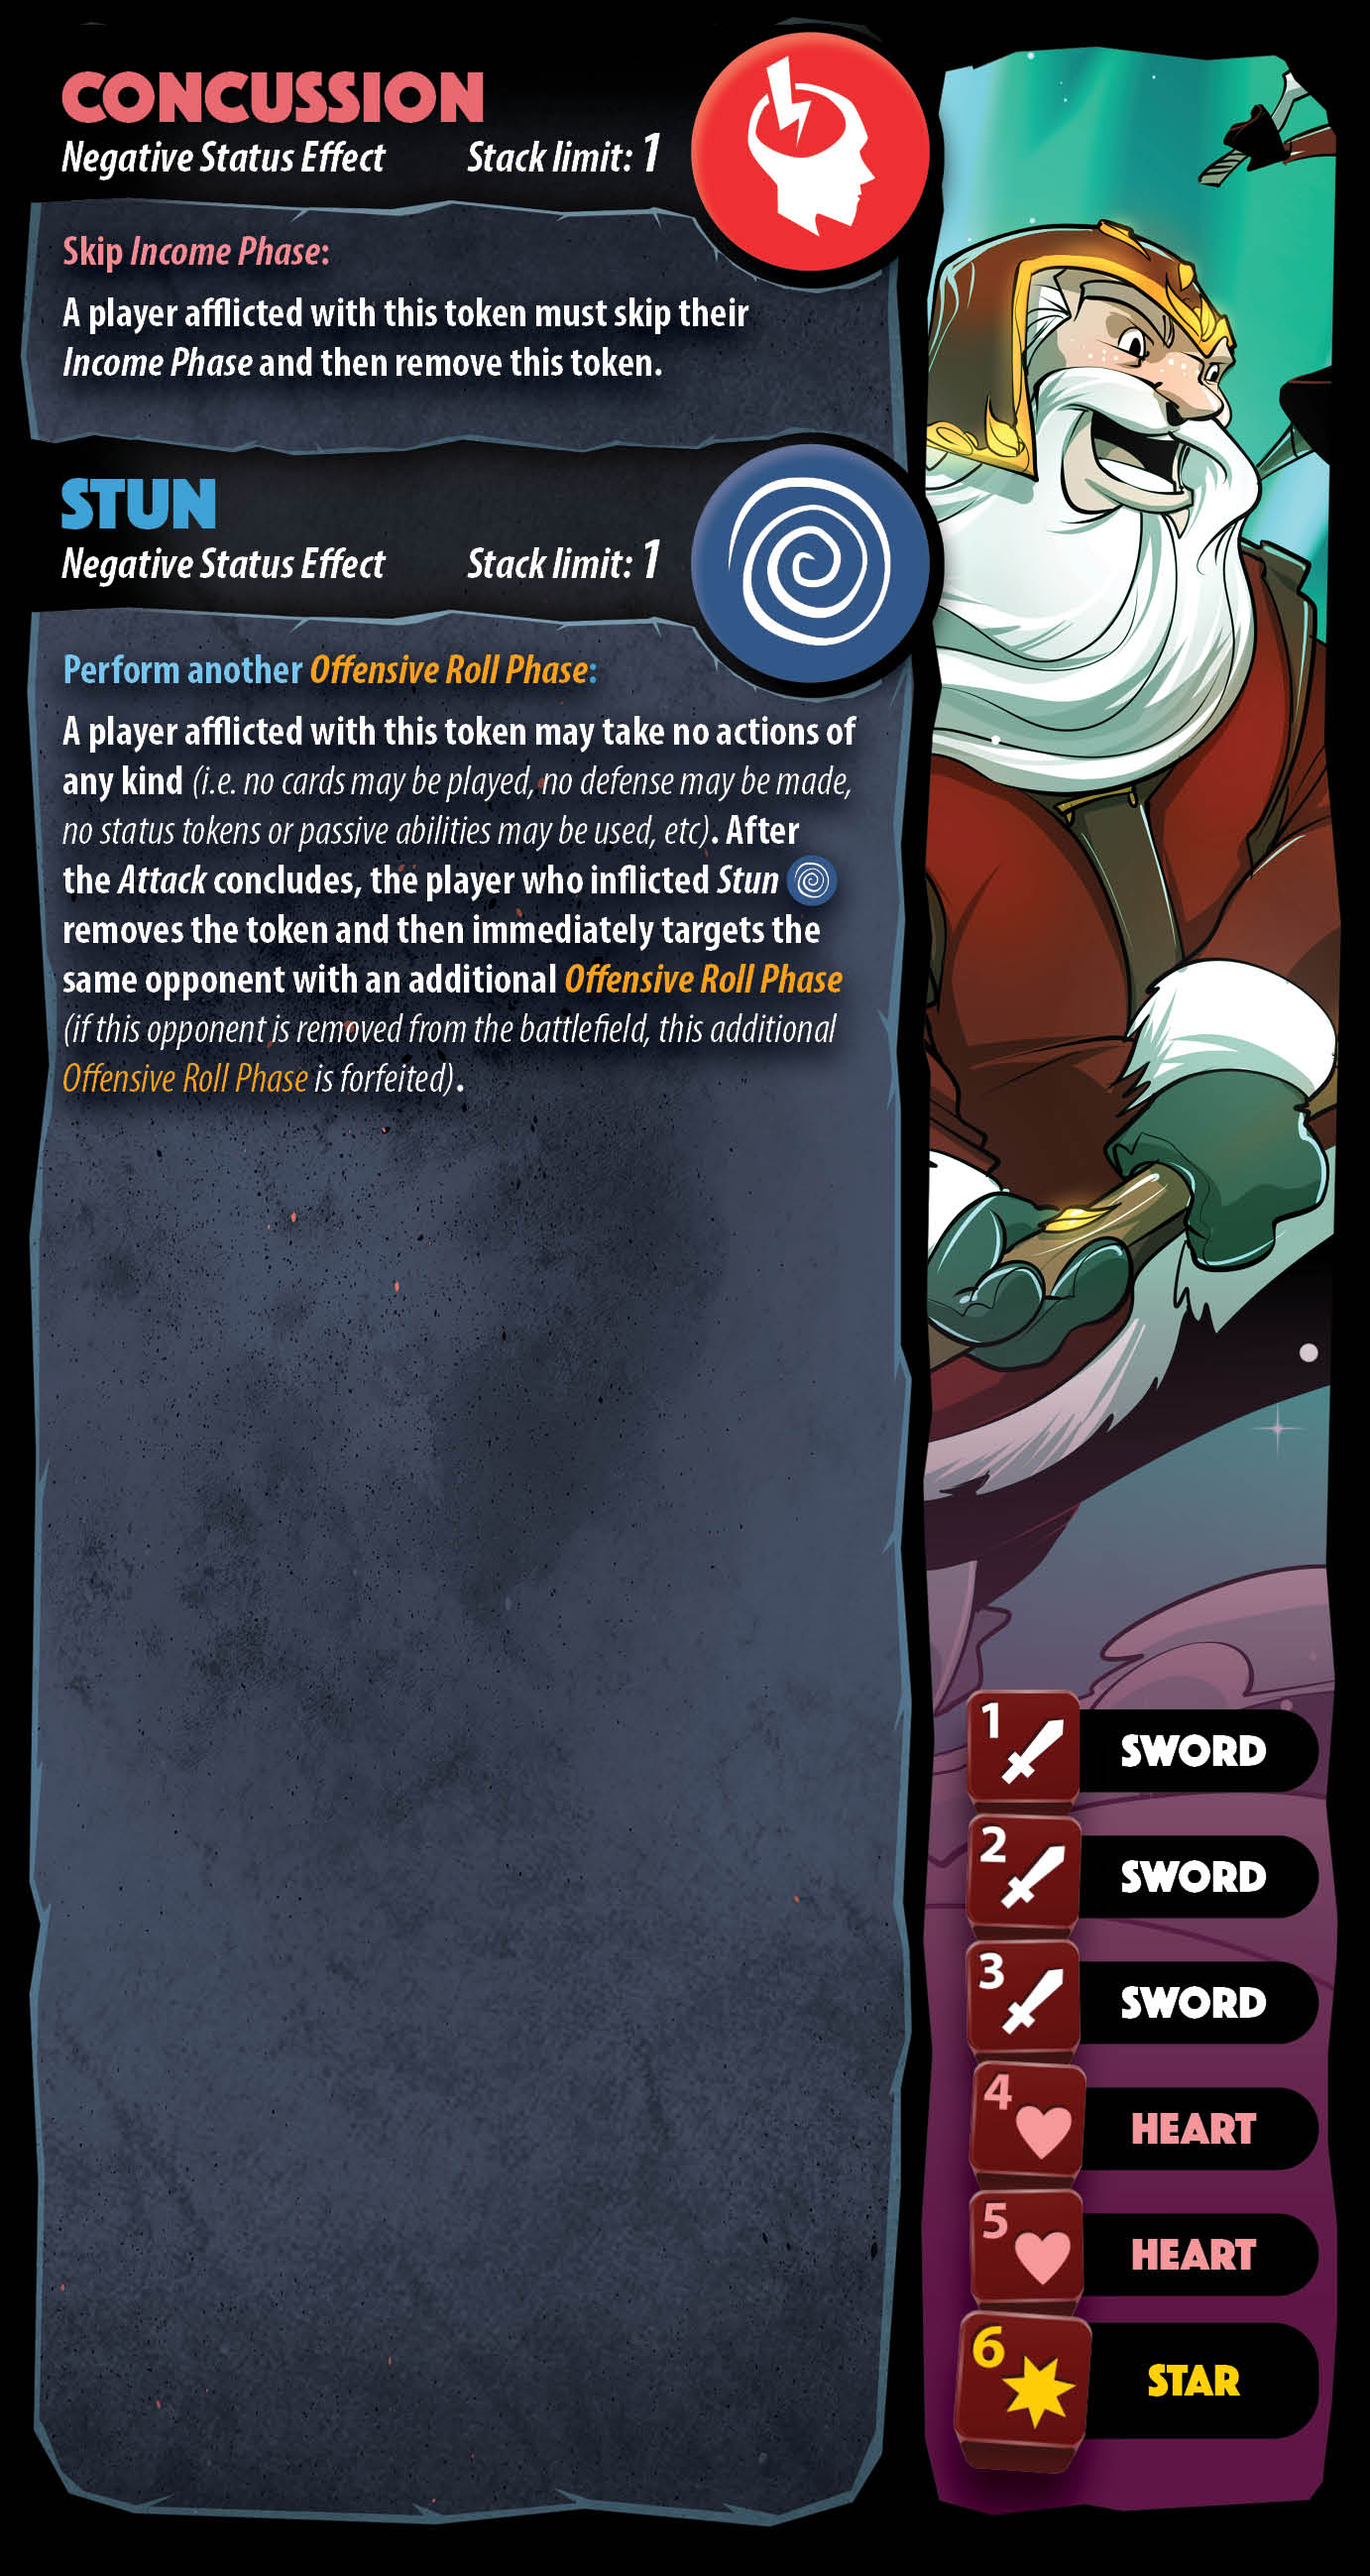 CONCUSSION
Negative Status Effect Stack limit: 1
Skip Income Phase:
A player afflicted with this token must skip their
Income Phase and then remove this token.
STUN
Negative Status Effect Stack limit: 1
Perform another Offensive Roll Phase:
A player afflicted with this token may take no actions of
any kind (i.e. no cards may be played, no defense may be made,
no status tokens or passive abilities may be used, etc). After
the Attack concludes, the player who inflicted Stun
removes the token and then immediately targets the
same opponent with an additional Offensive Roll Phase
(if this opponent is removed from the battlefield, this additional
Offensive Roll Phase is forfeited).
1 SWORD
2 SWORD
3 SWORD
4 HEART
5 HEART
6 STAR